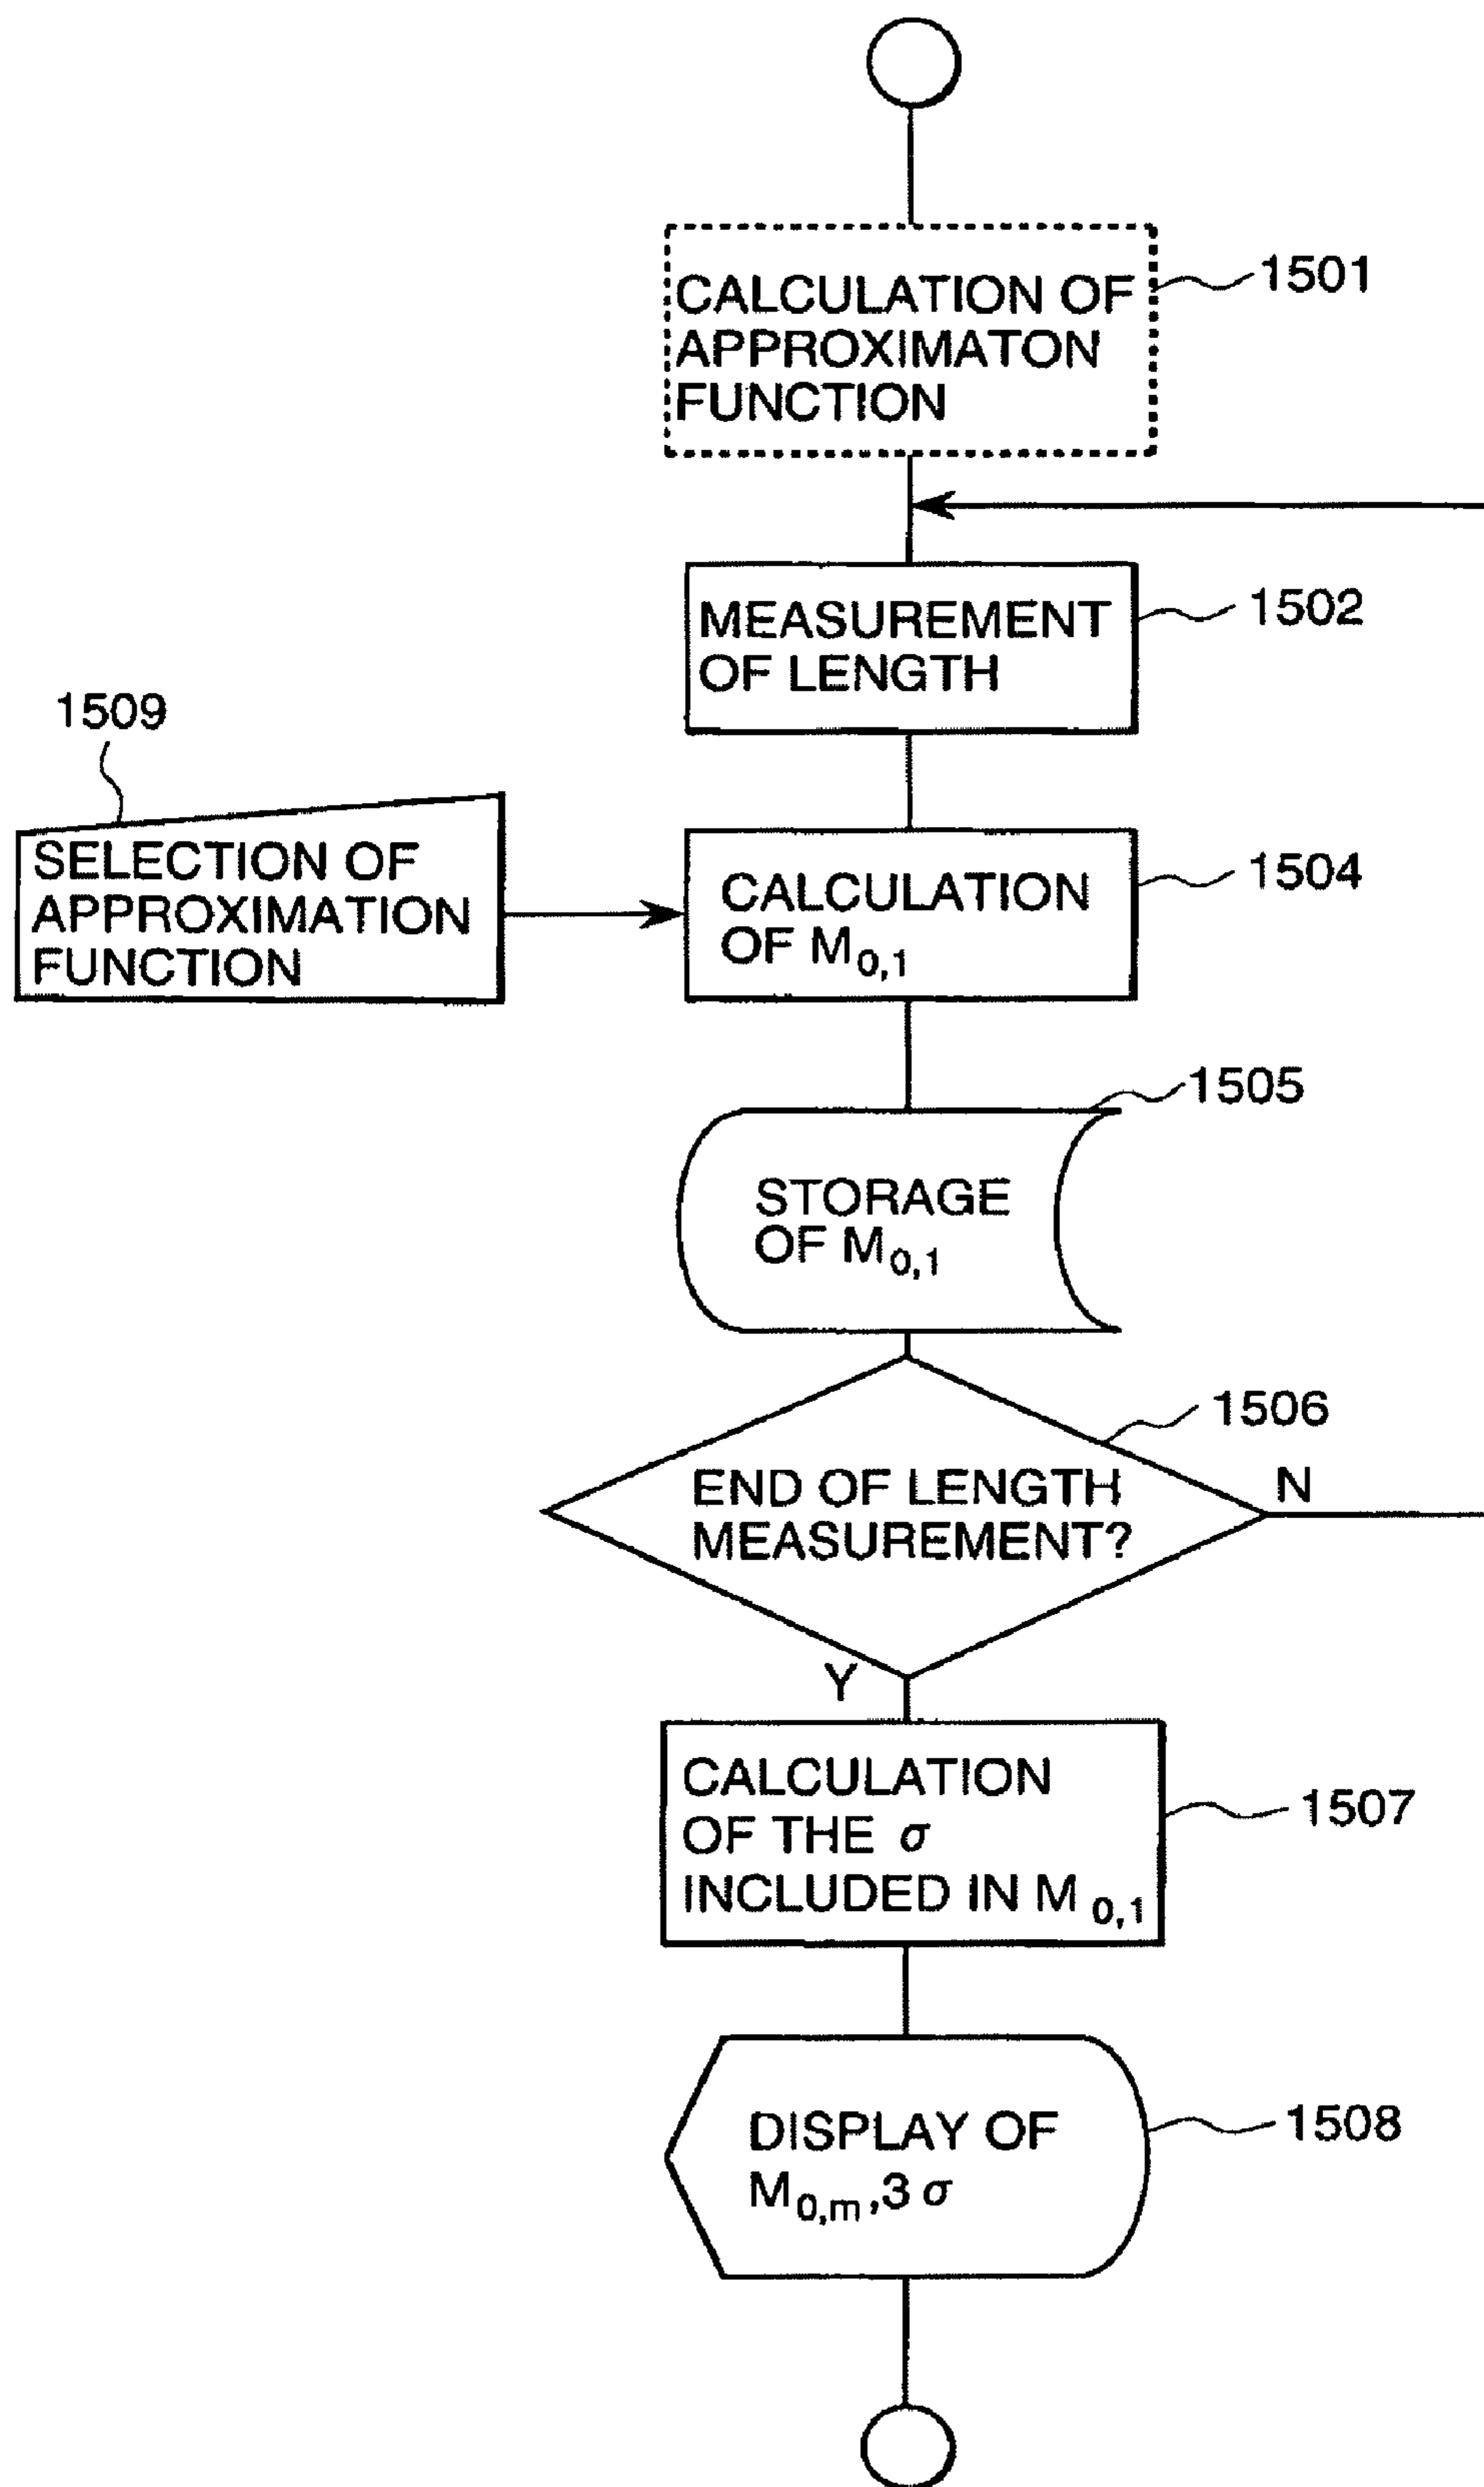 CALCULATION OF
APPROXIMATON
FUNCTION
1501
MEASUREMENT
OF LENGTH
1502
1509
SELECTION OF
APPROXIMATION
FUNCTION
CALCULATION
OF M0,1
1504
STORAGE
OF M0,1
1505
END OF LENGTH
MEASUREMENT?
1506
N
Y
CALCULATION
OF THE σ
INCLUDED IN M 0,1
1507
DISPLAY OF
M0,m,3 σ
1508